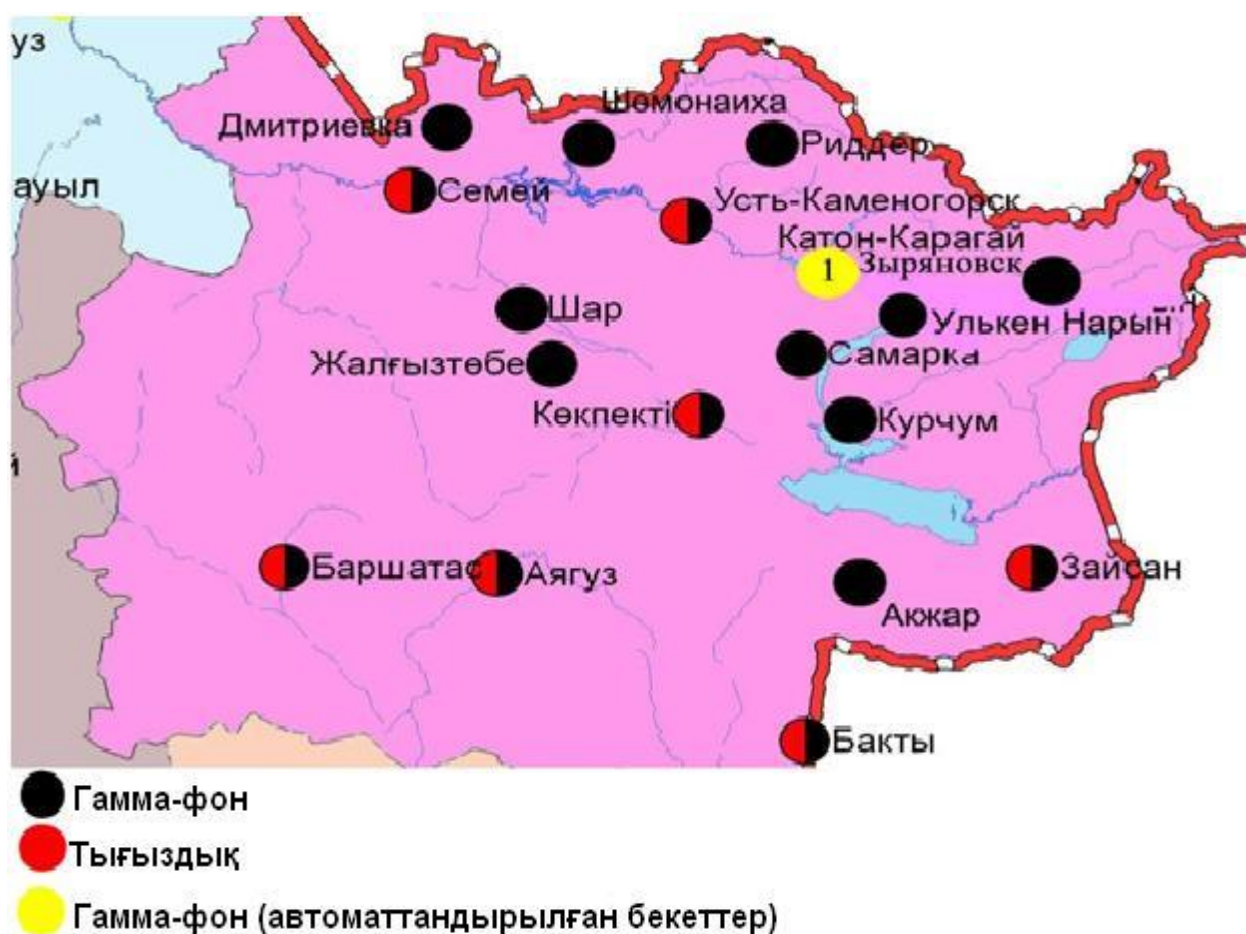 уз
Шемонаиха
Дмитриевка
Риддер
ауыл
Семей
Усть-Каменогорск
Катон-Карагай
1
Зыряновск
Шар
Улькен Нарын
Самарка
Жалғызтөбе
Көкпекті
Курчум
й
Баршатас
Аягуз
Зайсан
Акжар
Бакты
Гамма-фон
Тығыздық
Гамма-фон (автоматтандырылған бекеттер)